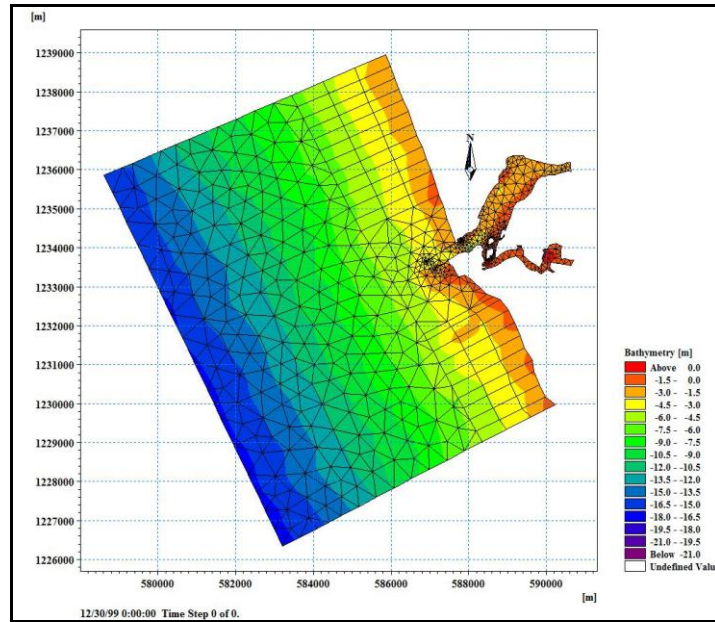 [m]
1239000
1238000
1237000
1236000
1235000
1234000
1233000
1232000
1231000
1230000
1229000
1228000
1227000
1226000
N
580000 582000 584000 586000 588000 590000
[m]
Bathymetry [m]
Above 0.0
-1.5 - 0.0
-3.0 - -1.5
-4.5 - -3.0
-6.0 - -4.5
-7.5 - -6.0
-9.0 - -7.5
-10.5 - -9.0
-12.0 - -10.5
-13.5 - -12.0
-15.0 - -13.5
-16.5 - -15.0
-18.0 - -16.5
-19.5 - -18.0
-21.0 - -19.5
Below -21.0
Undefined Valu
12/30/99 0:00:00 Time Step 0 of 0.